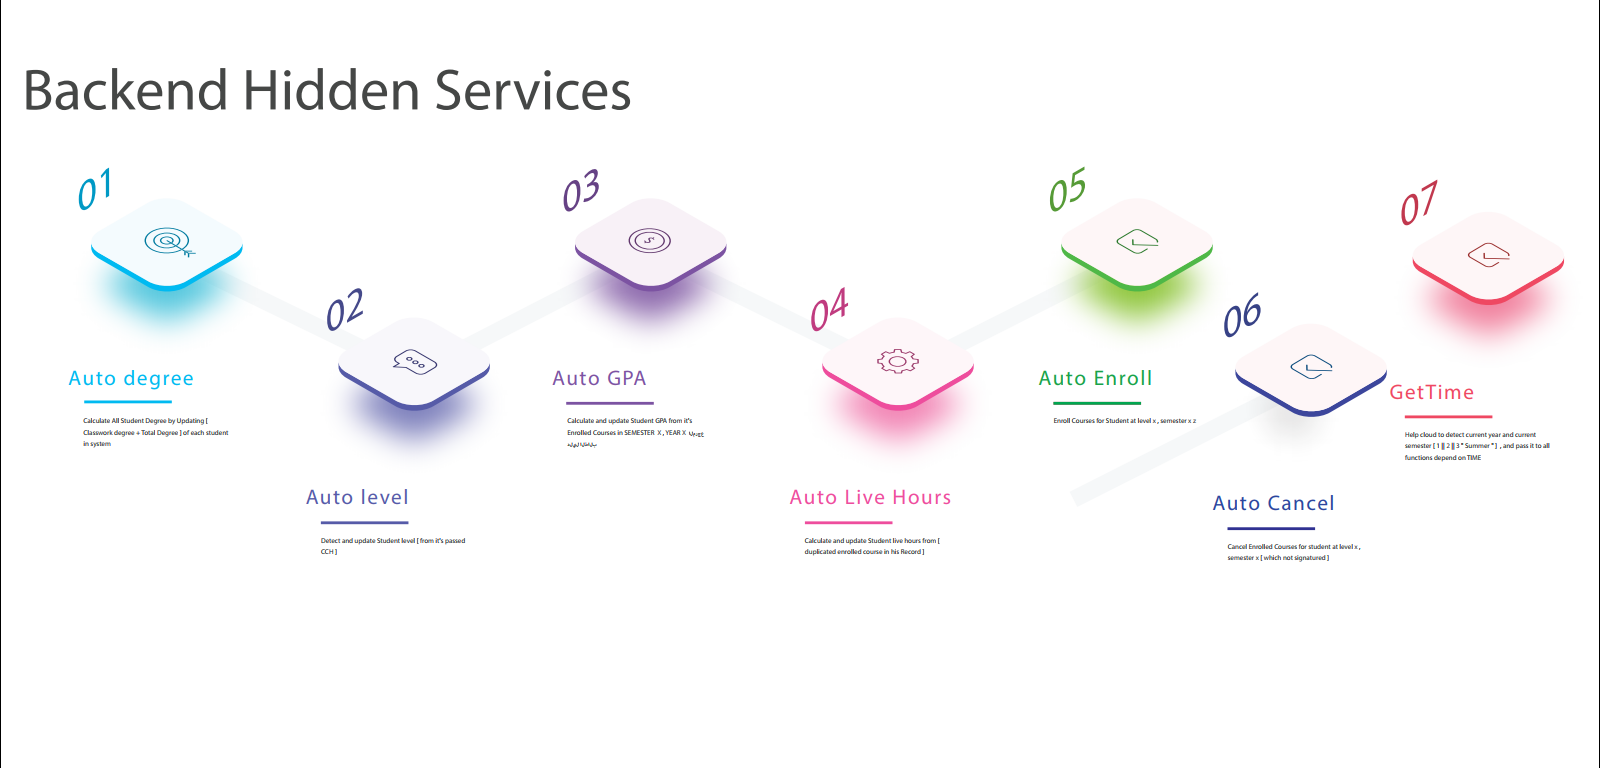 Backend Hidden Services
01
Auto degree
Calculate All Student Degree by Updating [
Classwork degree + Total Degree ] of each student
in system
02
Auto level
Detect and update Student level [ from it's passed
CCH ]
03
Auto GPA
Calculate and update Student GPA from it's
Enrolled Courses in SEMESTER X , YEAR X
04
Auto Live Hours
Calculate and update Student live hours from [
duplicated enrolled course in his Record ]
05
Auto Enroll
Enroll Courses for Student at level x , semester x z
06
Auto Cancel
Cancel Enrolled Courses for student at level x ,
semester x [ which not signatured ]
07
GetTime
Help cloud to detect current year and current
semester [ 1 || 2 || 3 " Summer " ] , and pass it to all
functions depend on TIME